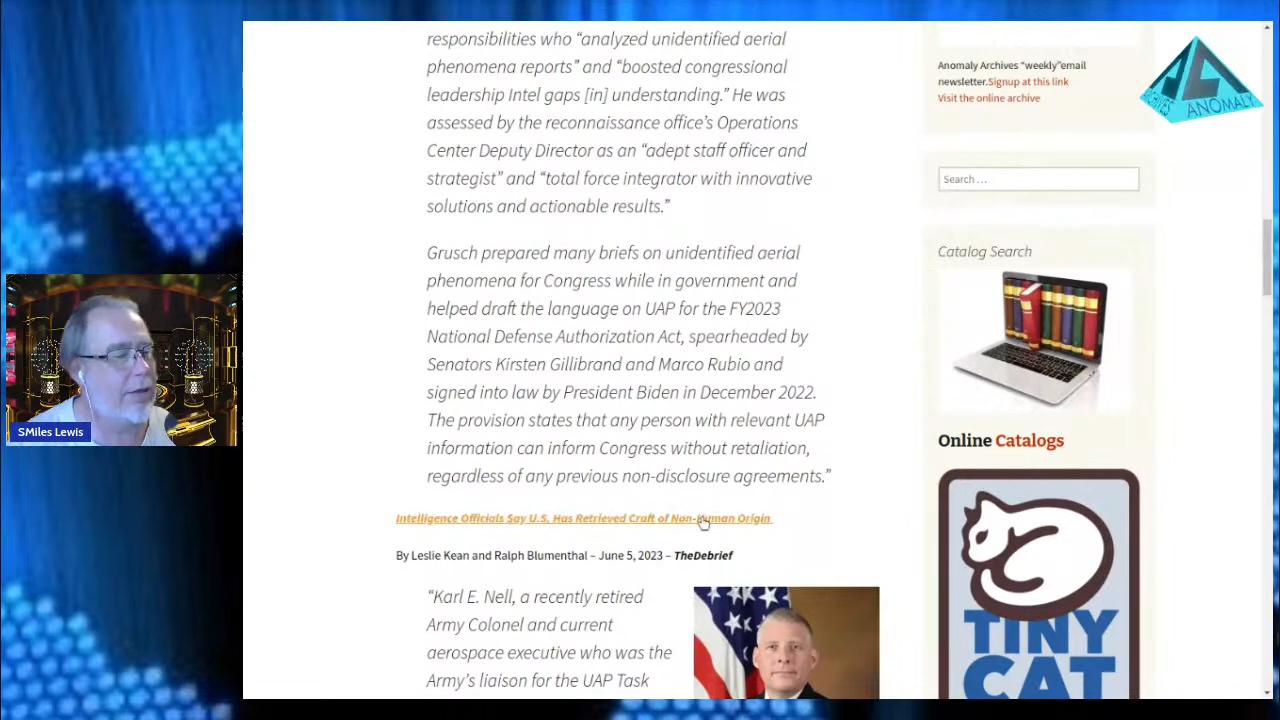 responsibilities who “analyzed unidentified aerial
phenomena reports” and “boosted congressional
leadership Intel gaps [in] understanding.” He was
assessed by the reconnaissance office’s Operations
Center Deputy Director as an “adept staff officer and
strategist” and “total force integrator with innovative
solutions and actionable results.”
Grusch prepared many briefs on unidentified aerial
phenomena for Congress while in government and
helped draft the language on UAP for the FY2023
National Defense Authorization Act, spearheaded by
Senators Kirsten Gillibrand and Marco Rubio and
signed into law by President Biden in December 2022.
The provision states that any person with relevant UAP
information can inform Congress without retaliation,
regardless of any previous non-disclosure agreements.”
Intelligence Officials Say U.S. Has Retrieved Craft of Non-Human Origin
By Leslie Kean and Ralph Blumenthal – June 5, 2023 – TheDebrief
“Karl E. Nell, a recently retired
Army Colonel and current
aerospace executive who was the
Army’s liaison for the UAP Task
Anomaly Archives “weekly”email
newsletter.Signup at this link
Visit the online archive
Search …
Catalog Search
Online Catalogs
TINY
CAT
ARCHIVES ANOMALY
SMiles Lewis